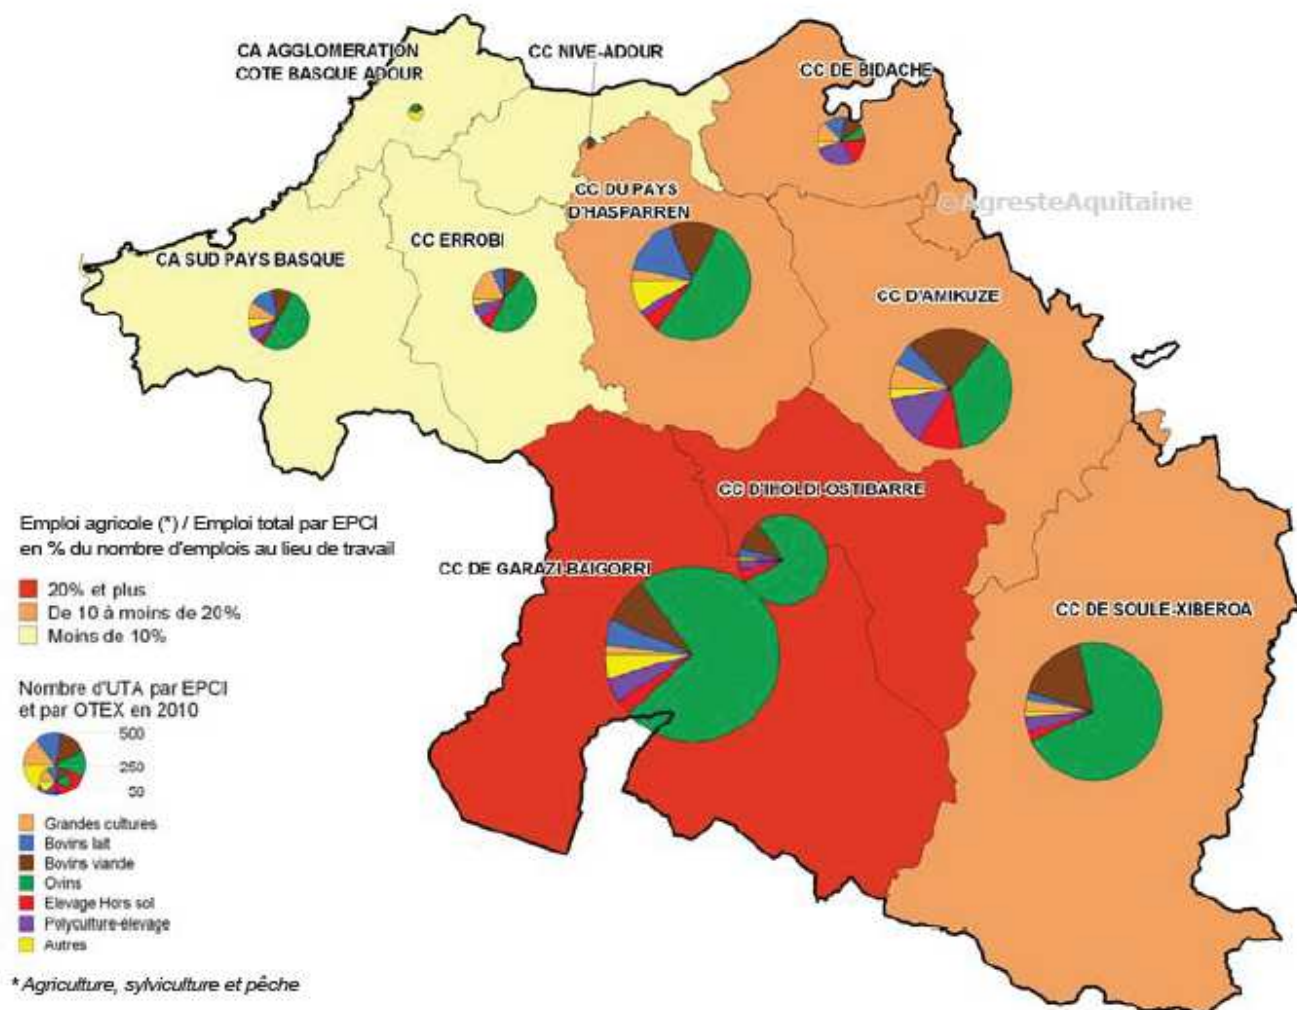 CA AGGLOMERATION
COTE BASQUE ADOUR
CC NIVE-ADOUR
CC DE BIDACHE
©AgresteAquitaine
CC DU PAYS
D'HASPARREN
CC ERROBI
CA SUD PAYS BASQUE
CC D'AMIKUZE
CC D'IHOLDI-OSTIBARRE
CC DE GARAZI-BAIGORRI
CC DE SOULE-XIBEROA
Emploi agricole (*) / Emploi total par EPCI
en % du nombre d'emplois au lieu de travail
20% et plus
De 10 à moins de 20%
Moins de 10%
Nombre d'UTA par EPCI
et par OTEX en 2010
500
250
50
Grandes cultures
Bovins lait
Bovins viande
Ovins
Elevage Hors sol
Polyculture-élevage
Autres
* Agriculture, sylviculture et pêche